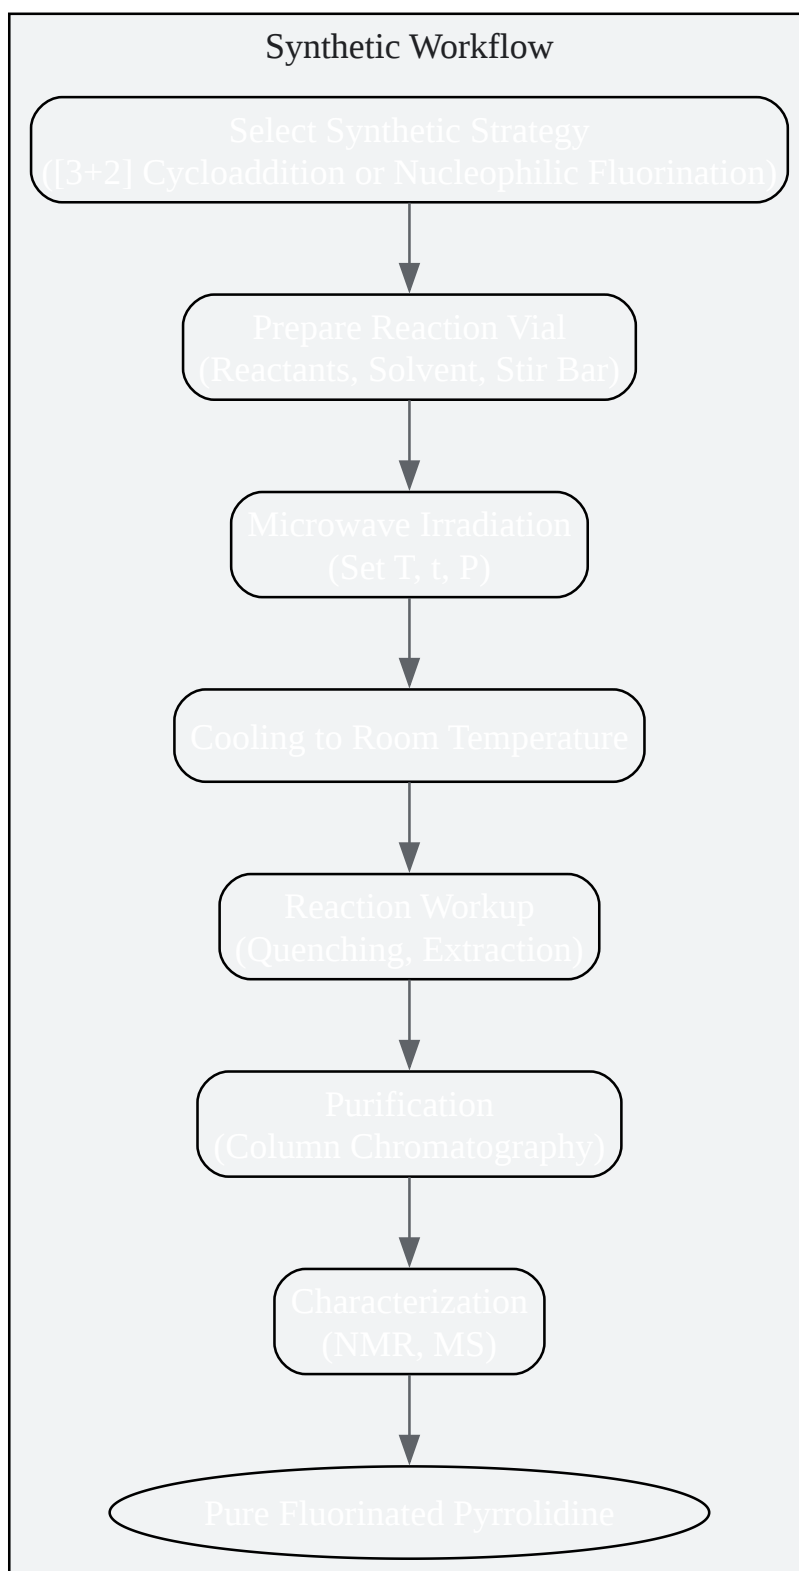 Synthetic Workflow
Select Synthetic Strategy
([3+2] Cycloaddition or Nucleophilic Fluorination)
Prepare Reaction Vial
(Reactants, Solvent, Stir Bar)
Microwave Irradiation
(Set T, t, P)
Cooling to Room Temperature
Reaction Workup
(Quenching, Extraction)
Purification
(Column Chromatography)
Characterization
(NMR, MS)
Pure Fluorinated Pyrrolidine